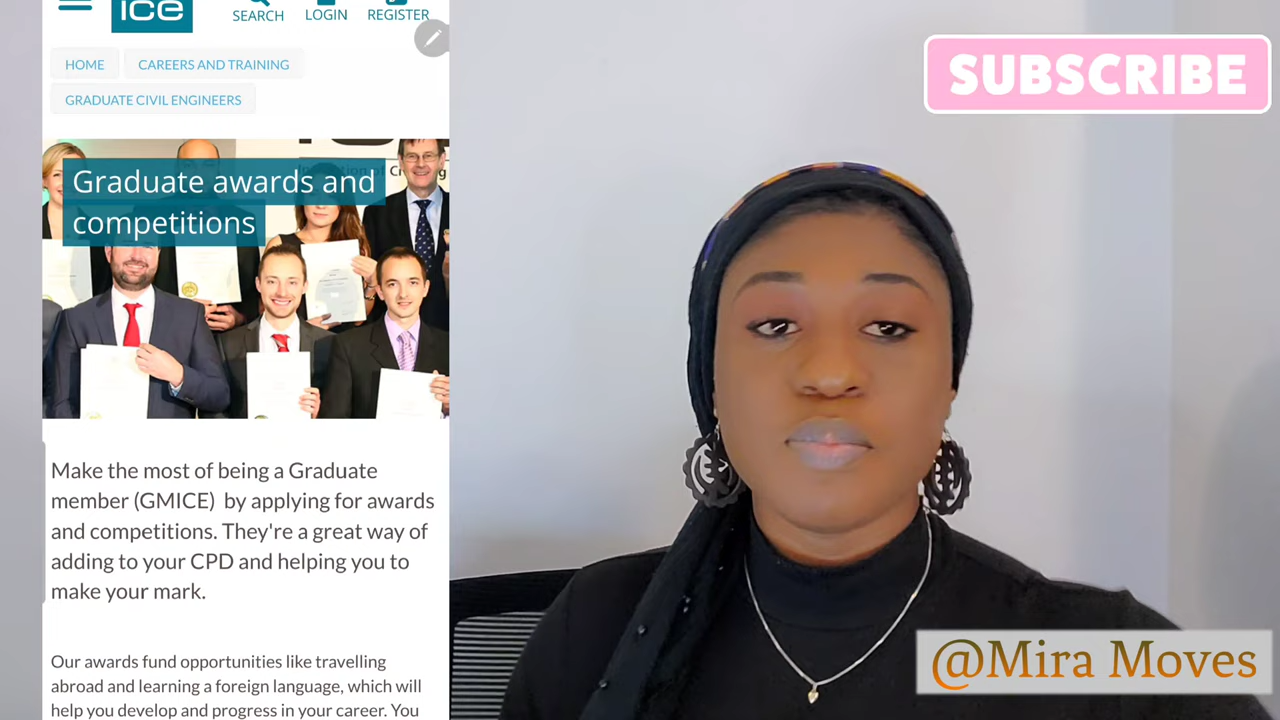 ice
SEARCH
LOGIN
REGISTER
HOME
CAREERS AND TRAINING
GRADUATE CIVIL ENGINEERS
Graduate awards and
competitions
Make the most of being a Graduate
member (GMICE) by applying for awards
and competitions. They're a great way of
adding to your CPD and helping you to
make your mark.
Our awards fund opportunities like travelling
abroad and learning a foreign language, which will
help you develop and progress in your career. You
SUBSCRIBE
@Mira Moves